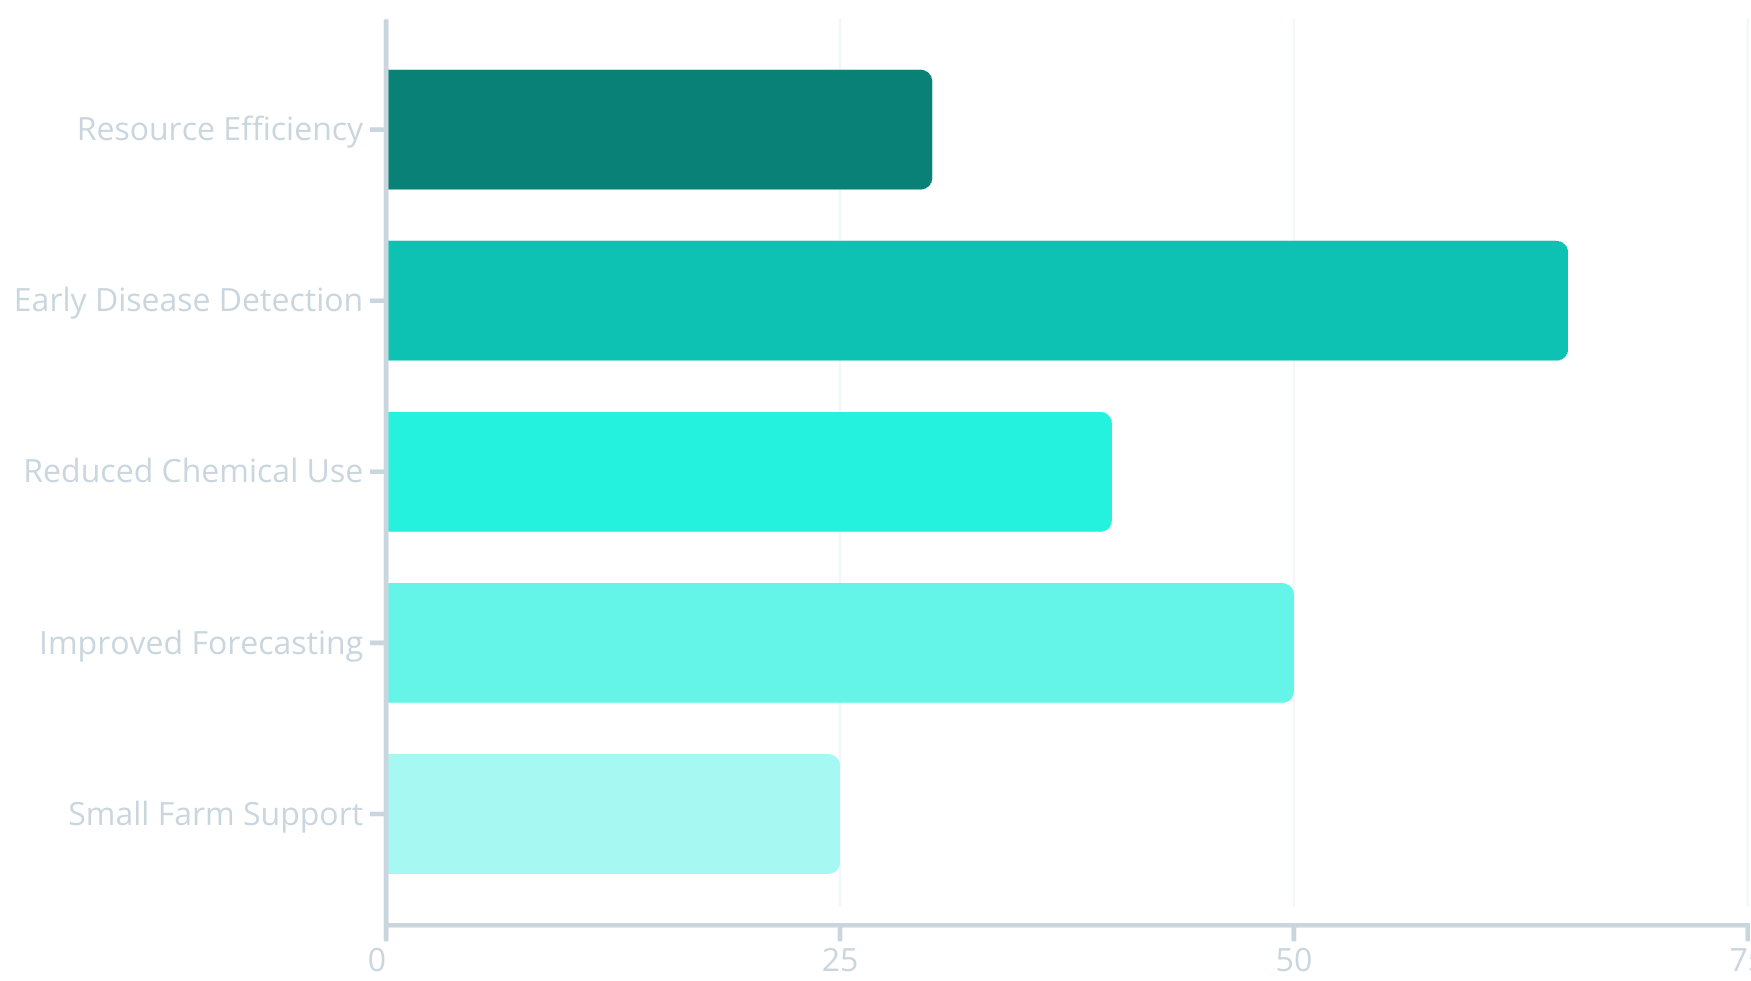 Resource Efficiency
Early Disease Detection
Reduced Chemical Use
Improved Forecasting
Small Farm Support
0 25 50